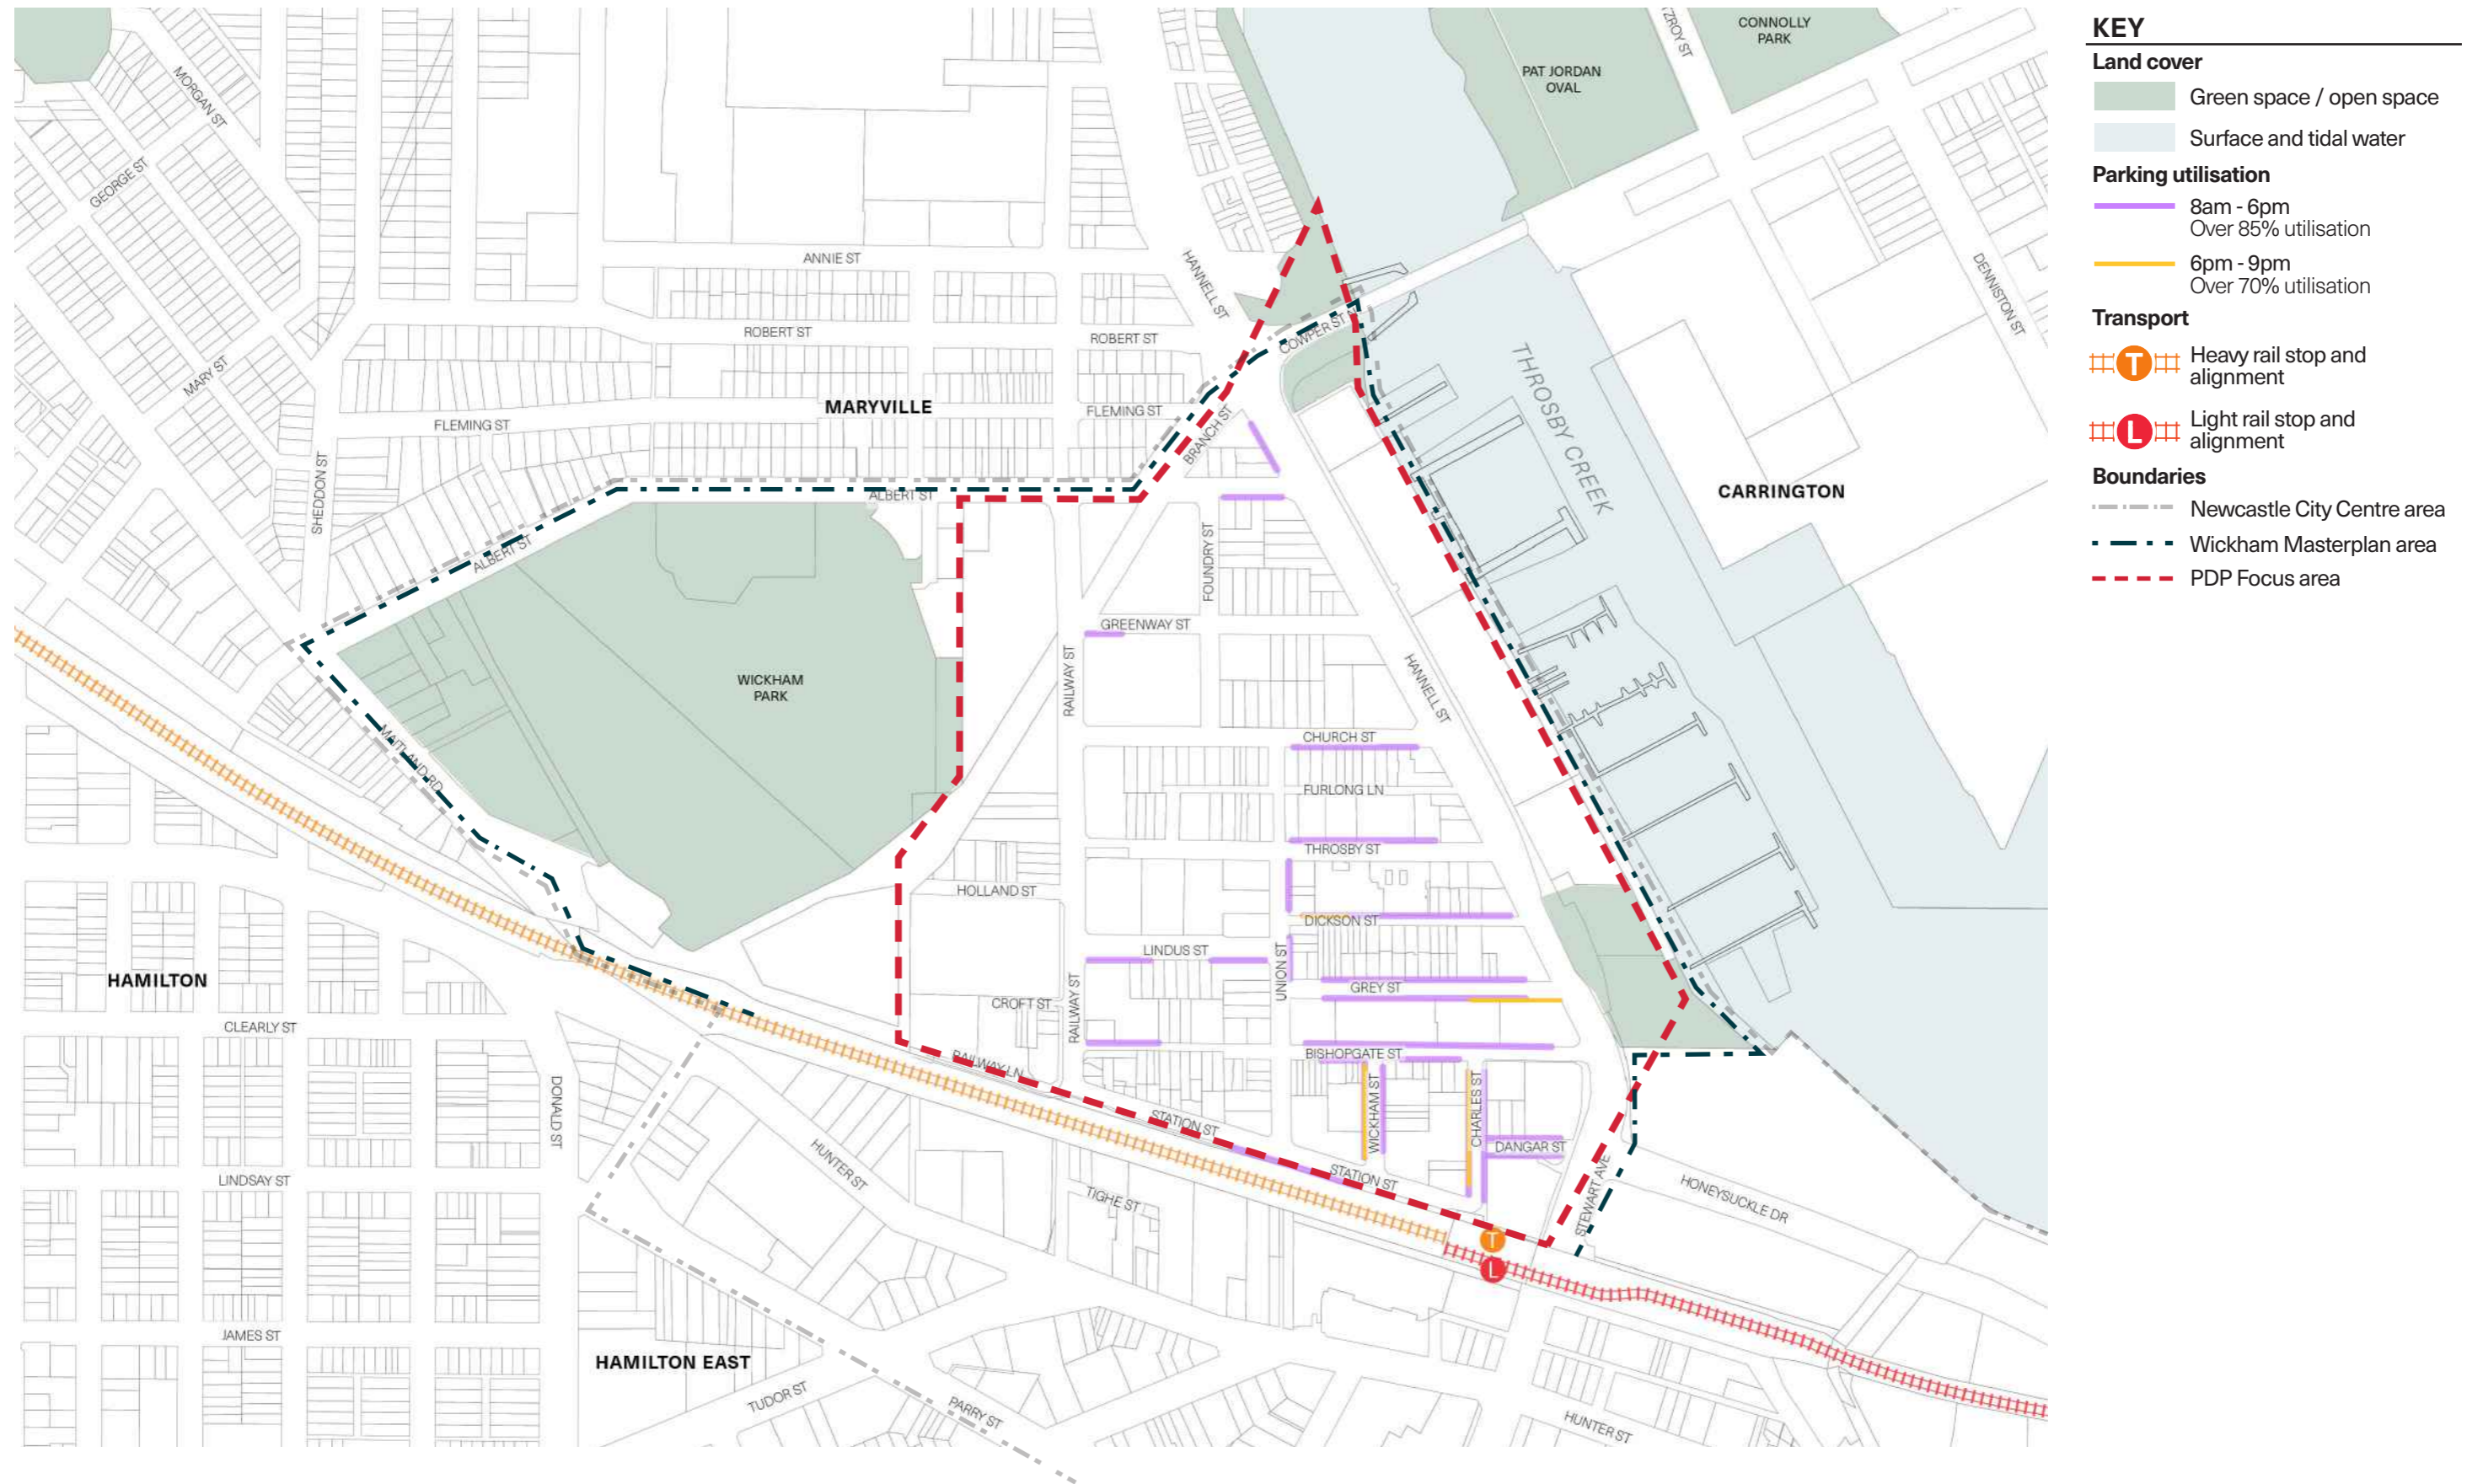 KEY
Land cover
Green space / open space
Surface and tidal water
Parking utilisation
8am - 6pm
Over 85% utilisation
6pm - 9pm
Over 70% utilisation
Transport
T
Heavy rail stop and
alignment
L
Light rail stop and
alignment
Boundaries
Newcastle City Centre area
Wickham Masterplan area
PDP Focus area
CONNOLLY
PARK
PAT JORDAN
OVAL
MORGAN ST
GEORGE ST
MARY ST
SHEDDON ST
ANNIE ST
HANNELL ST
DENNISTON ST
ROBERT ST
ROBERT ST
COWPER ST N
THROSBY CREEK
MARYVILLE
FLEMING ST
FLEMING ST
BRANCH ST
ALBERT ST
ALBERT ST
CARRINGTON
FOUNDRY ST
GREENWAY ST
RAILWAY ST
WICKHAM
PARK
HANNELL ST
MAITLAND RD
CHURCH ST
FURLONG LN
THROSBY ST
HOLLAND ST
DICKSON ST
LINDUS ST
UNION ST
GREY ST
HAMILTON
CROFT ST
RAILWAY ST
CLEARLY ST
BISHOPGATE ST
RAILWAY LN
DONALD ST
WICKHAM ST
CHARLES ST
STATION ST
DANGAR ST
HUNTER ST
STATION ST
LINDSAY ST
TIGHE ST
STEWART AVE
HONEYSUCKLE DR
T
L
JAMES ST
HAMILTON EAST
TUDOR ST
PARRY ST
HUNTER ST